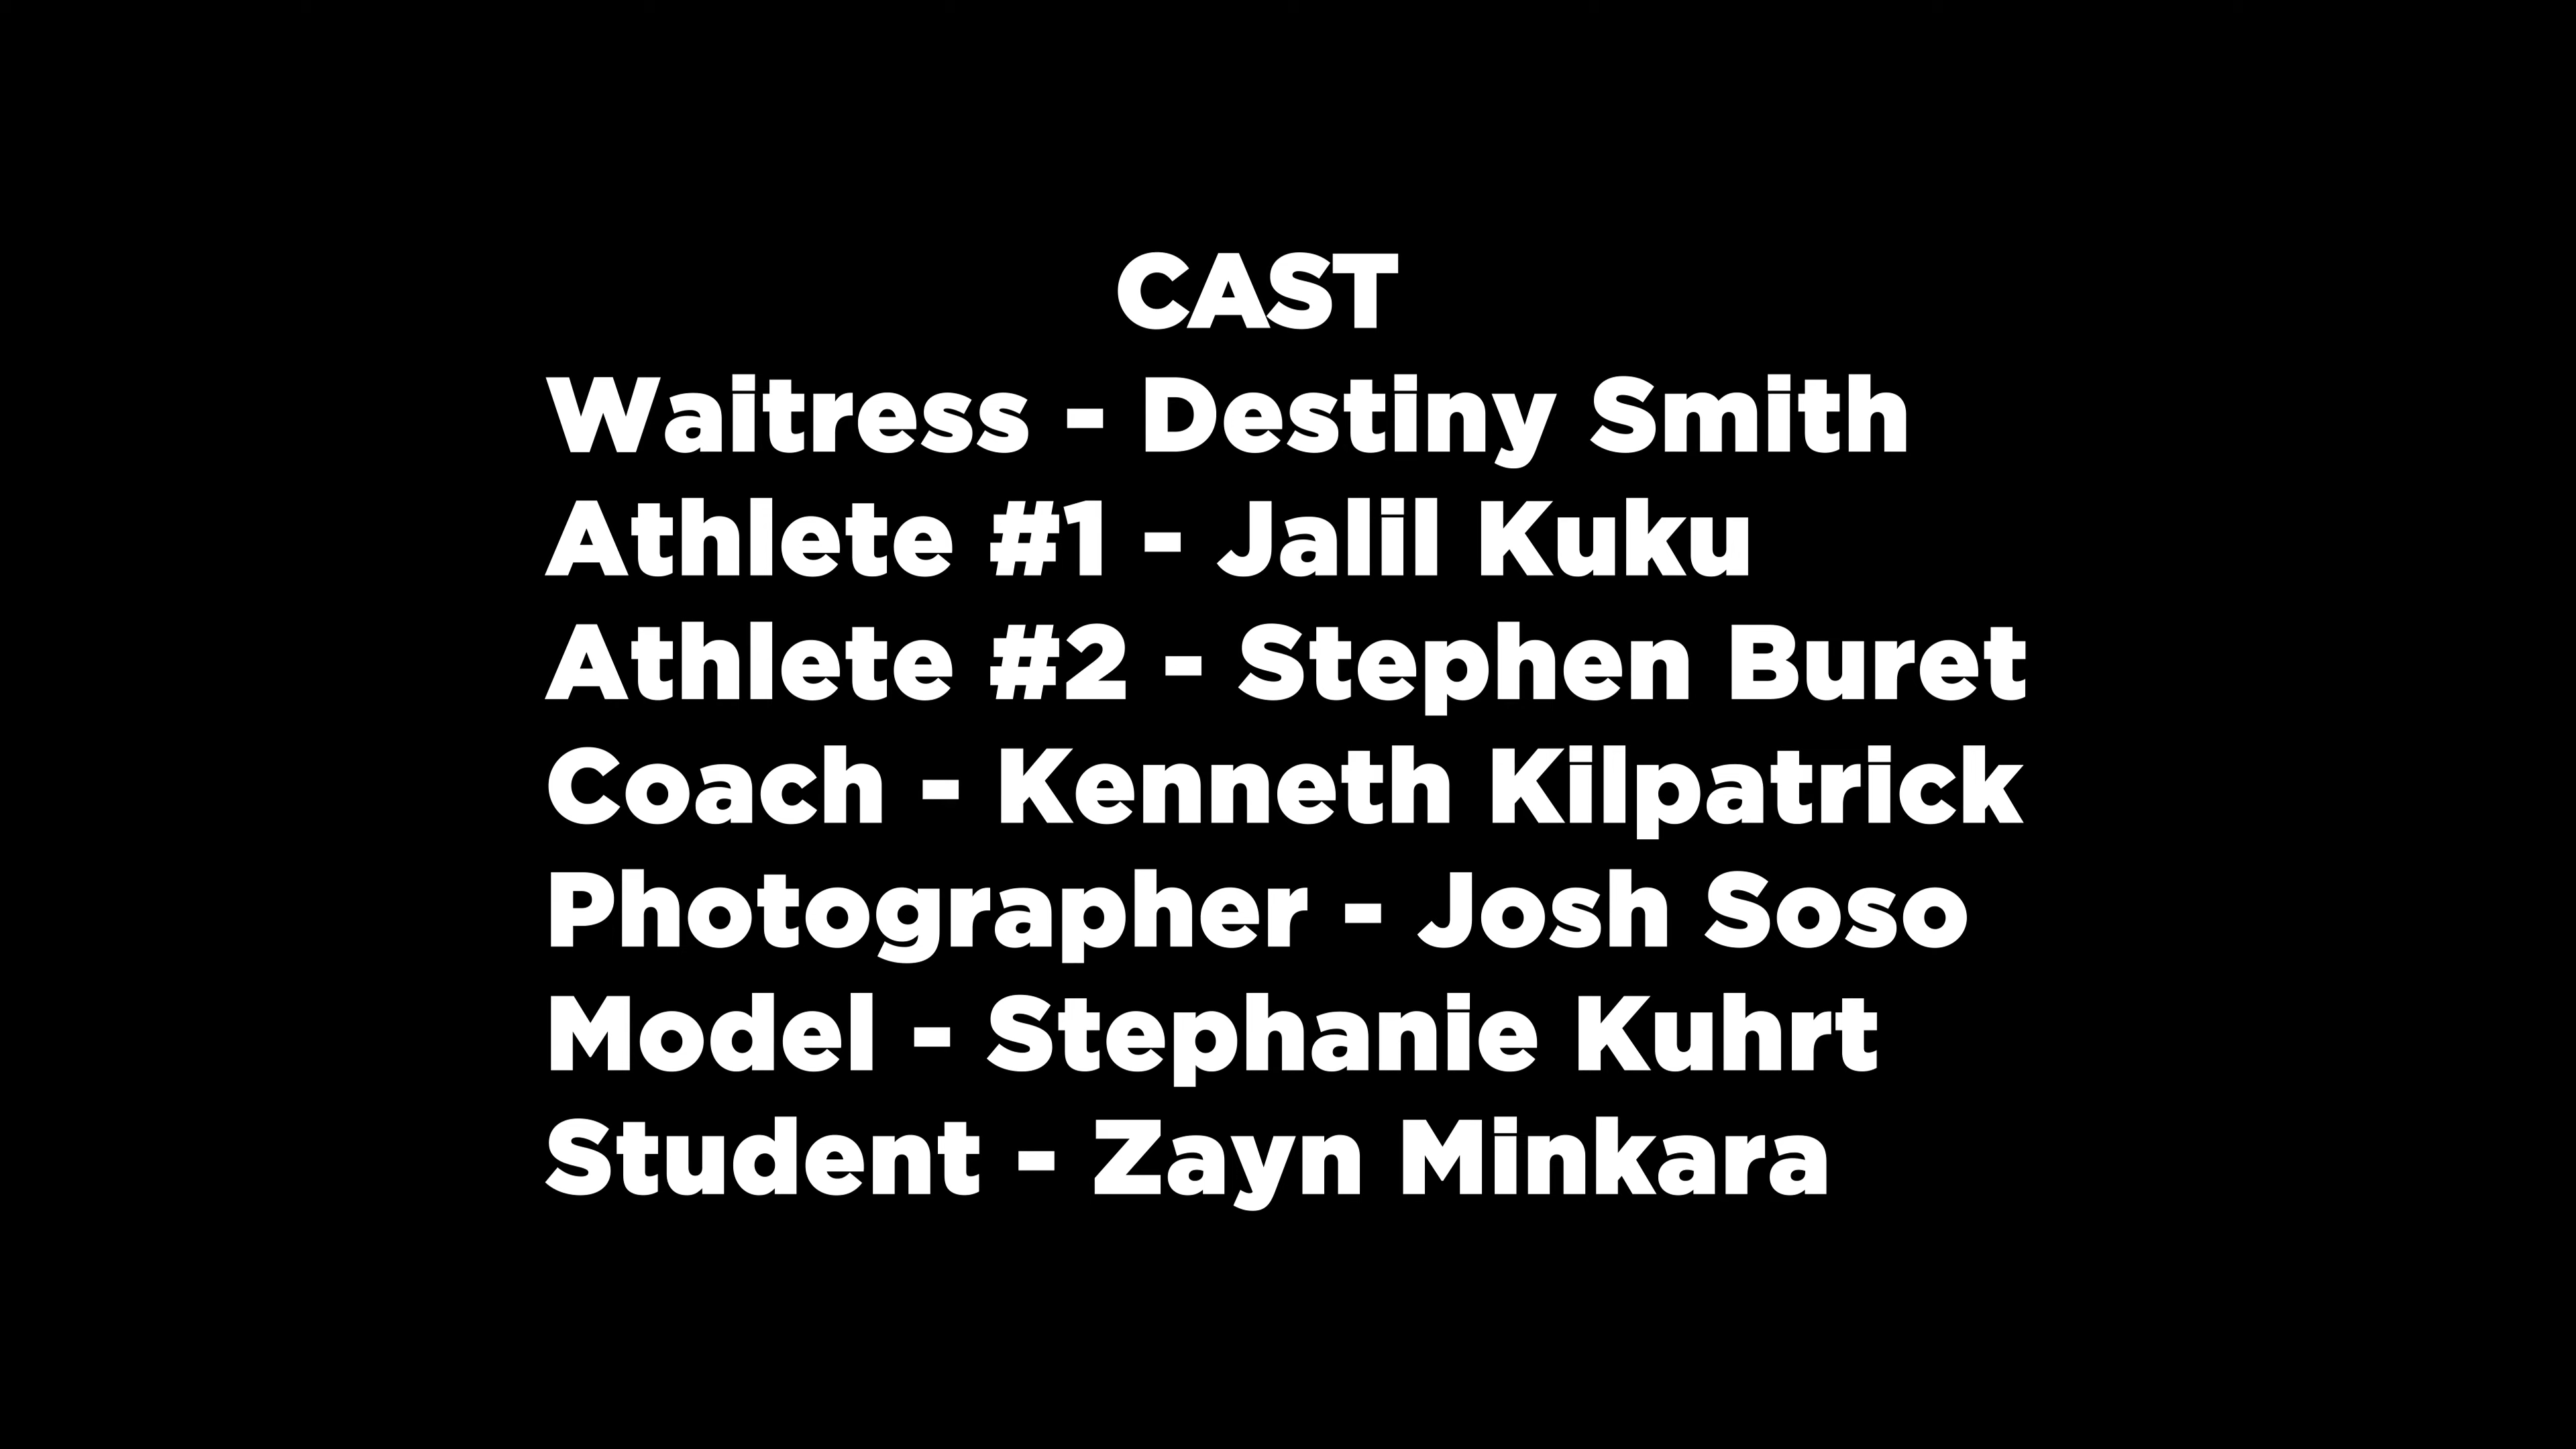 CAST
Waitress - Destiny Smith
Athlete #1 - Jalil Kuku
Athlete #2 - Stephen Buret
Coach - Kenneth Kilpatrick
Photographer - Josh Soso
Model - Stephanie Kuhrt
Student - Zayn Minkara